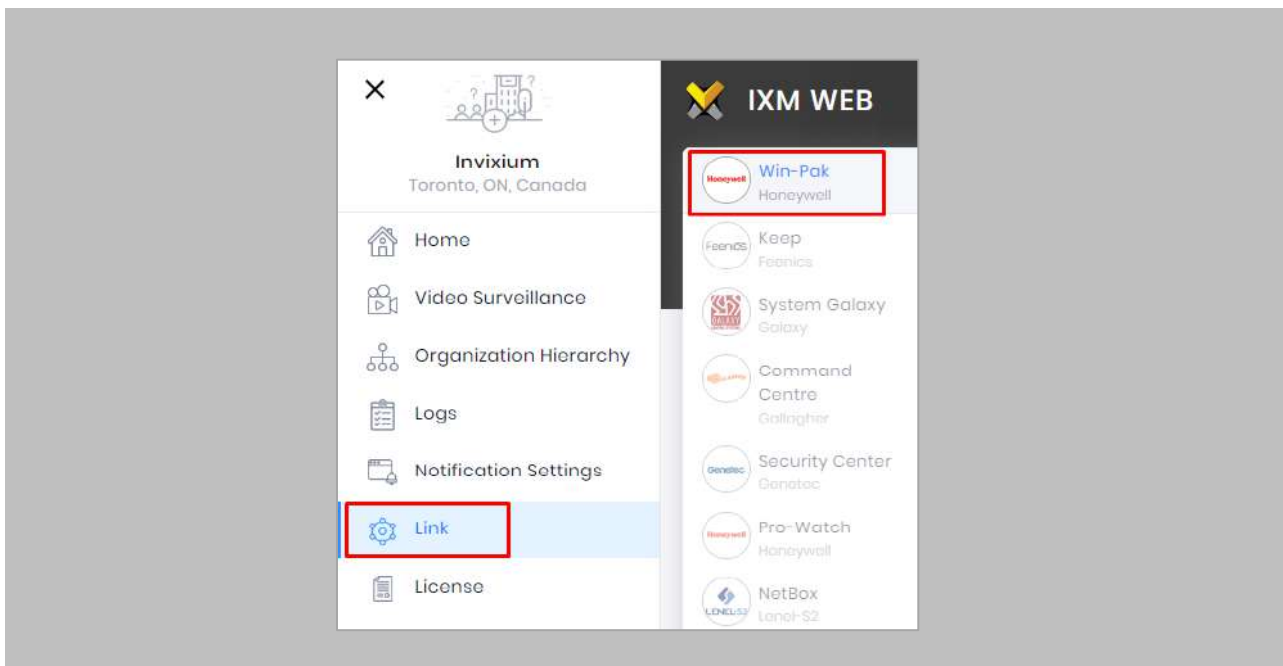 Invixium
Toronto, ON, Canada
Home
Video Surveillance
Organization Hierarchy
Logs
Notification Settings
Link
License
IXM WEB
Honeywell
Win-Pak
Honeywell
Feenics
Keep
Feenics
GALAXY
System Galaxy
Galaxy
Command
Centre
Gallagher
Genetec
Security Center
Genetec
Honeywell
Pro-Watch
Honeywell
LENEL·S2
NetBox
Lenel-S2